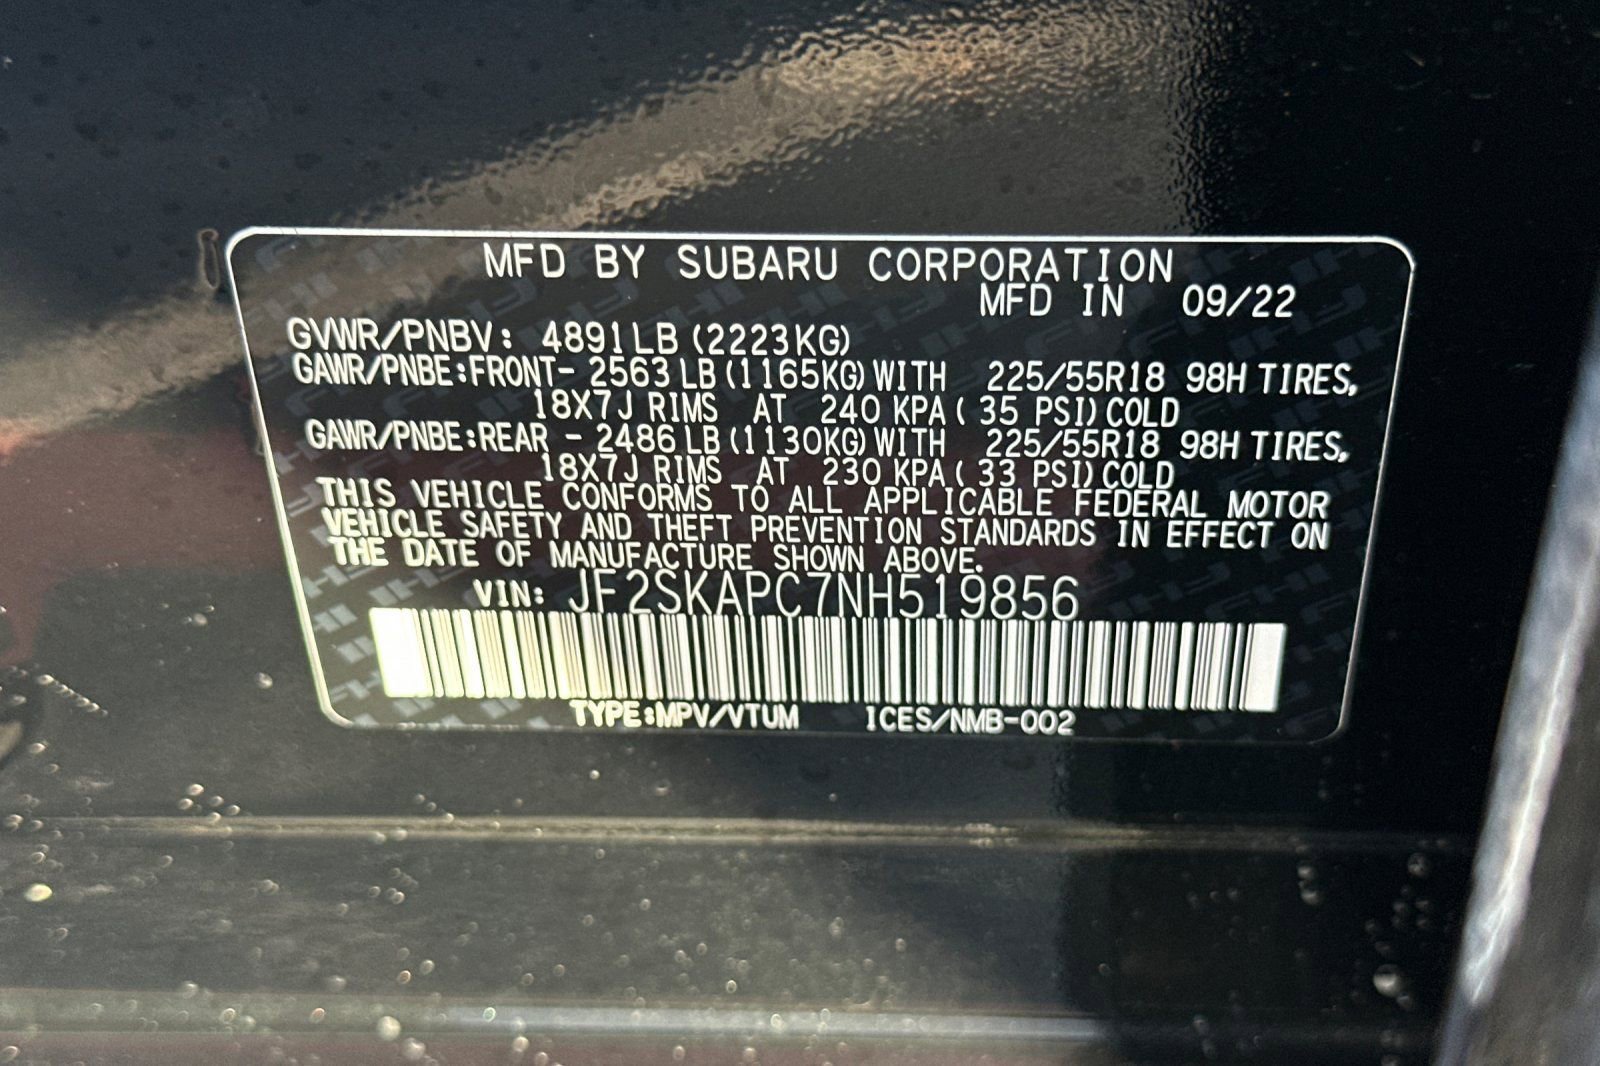 MFD BY SUBARU CORPORATION
MFD IN 09/22
GVWR/PNBV: 4891LB (2223KG)
GAWR/PNBE:FRONT- 2563 LB (1165KG) WITH 225/55R18 98H TIRES,
18X7J RIMS AT 240 KPA ( 35 PSI) COLD
GAWR/PNBE:REAR - 2486 LB (1130KG) WITH 225/55R18 98H TIRES,
18X7J RIMS AT 230 KPA ( 33 PSI) COLD
THIS VEHICLE CONFORMS TO ALL APPLICABLE FEDERAL MOTOR
VEHICLE SAFETY AND THEFT PREVENTION STANDARDS IN EFFECT ON
THE DATE OF MANUFACTURE SHOWN ABOVE.
VIN: JF2SKAPC7NH519856
TYPE:MPV/VTUM ICES/NMB-002